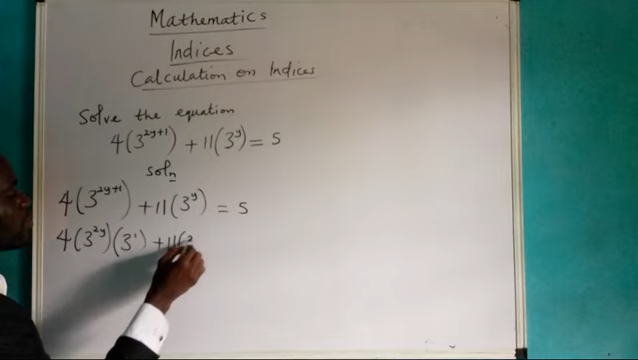 Mathematics
Indices
Calculation on Indices
Solve the equation
4(3^{2y+1}) + 11(3^y) = 5
soln
4(3^{2y+1}) + 11(3^y) = 5
4(3^{2y})(3^1) + 11(3